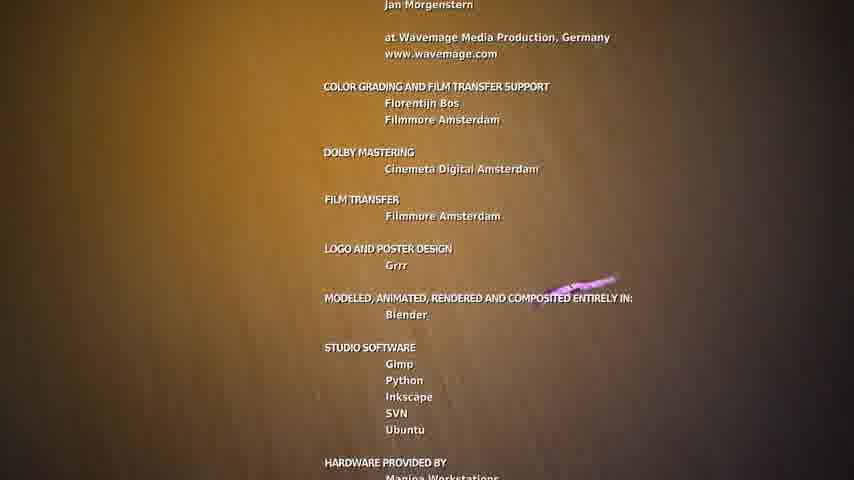 Jan Morgenstern
at Wavemage Media Production, Germany
www.wavemage.com
COLOR GRADING AND FILM TRANSFER SUPPORT
Florentijn Bos
Filmmore Amsterdam
DOLBY MASTERING
Cinemeta Digital Amsterdam
FILM TRANSFER
Filmmore Amsterdam
LOGO AND POSTER DESIGN
Grrr
MODELED, ANIMATED, RENDERED AND COMPOSITED ENTIRELY IN:
Blender
STUDIO SOFTWARE
Gimp
Python
Inkscape
SVN
Ubuntu
HARDWARE PROVIDED BY
Workstations